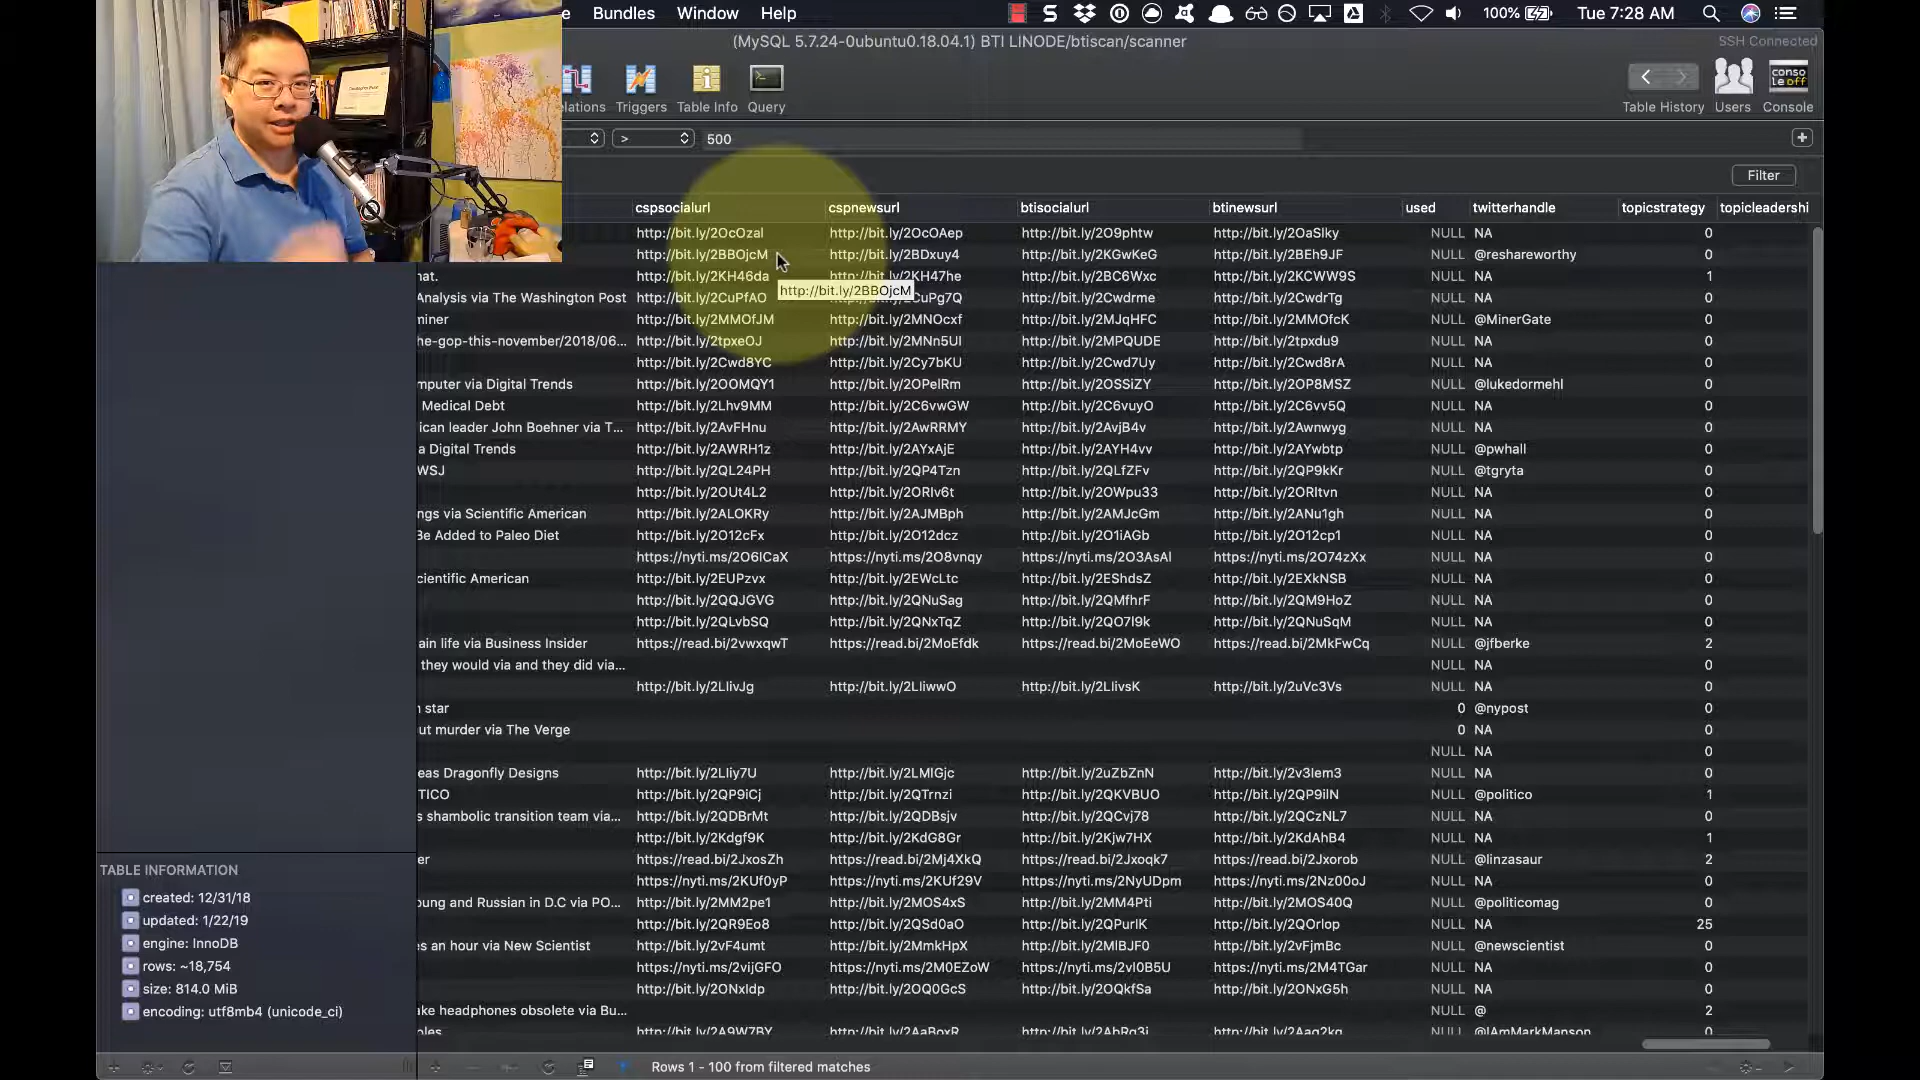 Bundles Window Help 100% Tue 7:28 AM
(MySQL 5.7.24-0ubuntu0.18.04.1) BTI LINODE/btiscan/scanner
SSH Connected
Triggers Table Info Query Table History Users Console
> 500
Filter
cspsocialurl cspnewsurl btisocialurl btinewsurl used twitterhandle topicstrategy topicleadershi
http://bit.ly/2OcOzal http://bit.ly/2OcOAep http://bit.ly/2O9phtw http://bit.ly/2OaSlky NULL NA 0
http://bit.ly/2BBOjcM http://bit.ly/2BDxuy4 http://bit.ly/2KGwKeG http://bit.ly/2BEh9JF NULL @reshareworthy 0
hat. http://bit.ly/2KH46da http://bit.ly/2KH47he http://bit.ly/2BC6Wxc http://bit.ly/2KCWW9S NULL NA 1
http://bit.ly/2BBOjcM
Analysis via The Washington Post http://bit.ly/2CuPfAO CuPg7Q http://bit.ly/2Cwdrme http://bit.ly/2CwdrTg NULL NA 0
miner http://bit.ly/2MMOfJM http://bit.ly/2MNOcxf http://bit.ly/2MJqHFC http://bit.ly/2MMOfcK NULL @MinerGate 0
he-gop-this-november/2018/06... http://bit.ly/2tpxeOJ http://bit.ly/2MNn5UI http://bit.ly/2MPQUDE http://bit.ly/2tpxdu9 NULL NA 0
http://bit.ly/2Cwd8YC http://bit.ly/2Cy7bKU http://bit.ly/2Cwd7Uy http://bit.ly/2Cwd8rA NULL NA 0
mputer via Digital Trends http://bit.ly/2OOMQY1 http://bit.ly/2OPelRm http://bit.ly/2OSSiZY http://bit.ly/2OP8MSZ NULL @lukedormehl 0
Medical Debt http://bit.ly/2Lhv9MM http://bit.ly/2C6vwGW http://bit.ly/2C6vuyO http://bit.ly/2C6vv5Q NULL NA 0
ican leader John Boehner via T... http://bit.ly/2AvFHnu http://bit.ly/2AwRRMY http://bit.ly/2AvjB4v http://bit.ly/2Awnwyg NULL NA 0
a Digital Trends http://bit.ly/2AWRH1z http://bit.ly/2AYxAjE http://bit.ly/2AYH4vv http://bit.ly/2AYwbtp NULL @pwhall 0
WSJ http://bit.ly/2QL24PH http://bit.ly/2QP4Tzn http://bit.ly/2QLfZFv http://bit.ly/2QP9kKr NULL @tgryta 0
http://bit.ly/2OUt4L2 http://bit.ly/2ORIv6t http://bit.ly/2OWpu33 http://bit.ly/2ORItvn NULL NA 0
ngs via Scientific American http://bit.ly/2ALOKRy http://bit.ly/2AJMBph http://bit.ly/2AMJcGm http://bit.ly/2ANu1gh NULL NA 0
Be Added to Paleo Diet http://bit.ly/2O12cFx http://bit.ly/2O12dcz http://bit.ly/2O1iAGb http://bit.ly/2O12cp1 NULL NA 0
https://nyti.ms/2O6ICaX https://nyti.ms/2O8vnqy https://nyti.ms/2O3AsAl https://nyti.ms/2O74zXx NULL NA 0
cientific American http://bit.ly/2EUPzvx http://bit.ly/2EWcLtc http://bit.ly/2EShdsZ http://bit.ly/2EXkNSB NULL NA 0
http://bit.ly/2QQJGVG http://bit.ly/2QNuSag http://bit.ly/2QMfhrF http://bit.ly/2QM9HoZ NULL NA 0
http://bit.ly/2QLvbSQ http://bit.ly/2QNxTqZ http://bit.ly/2QO7l9k http://bit.ly/2QNuSqM NULL NA 0
ain life via Business Insider https://read.bi/2vwxqwT https://read.bi/2MoEfdk https://read.bi/2MoEeWO https://read.bi/2MkFwCq NULL @jfberke 2
they would via and they did via... NULL NA 0
http://bit.ly/2LIivJg http://bit.ly/2LIiwwO http://bit.ly/2LIivsK http://bit.ly/2uVc3Vs NULL NA 0
n star 0 @nypost 0
ut murder via The Verge 0 NA 0
NULL NA 0
eas Dragonfly Designs http://bit.ly/2LIiy7U http://bit.ly/2LMIGjc http://bit.ly/2uZbZnN http://bit.ly/2v3lem3 NULL NA 0
TICO http://bit.ly/2QP9iCj http://bit.ly/2QTrnzi http://bit.ly/2QKVBUO http://bit.ly/2QP9ilN NULL @politico 1
s shambolic transition team via... http://bit.ly/2QDBrMt http://bit.ly/2QDBsjv http://bit.ly/2QCvj78 http://bit.ly/2QCzNL7 NULL NA 0
http://bit.ly/2Kdgf9K http://bit.ly/2KdG8Gr http://bit.ly/2Kjw7HX http://bit.ly/2KdAhB4 NULL NA 1
er https://read.bi/2JxosZh https://read.bi/2Mj4XkQ https://read.bi/2Jxoqk7 https://read.bi/2Jxorob NULL @linzasaur 2
https://nyti.ms/2KUf0yP https://nyti.ms/2KUf29V https://nyti.ms/2NyUDpm https://nyti.ms/2Nz00oJ NULL NA 0
oung and Russian in D.C via PO... http://bit.ly/2MM2pe1 http://bit.ly/2MOS4xS http://bit.ly/2MM4Pti http://bit.ly/2MOS40Q NULL @politicomag 0
http://bit.ly/2QR9Eo8 http://bit.ly/2QSd0aO http://bit.ly/2QPurlK http://bit.ly/2QOrlop NULL NA 25
es an hour via New Scientist http://bit.ly/2vF4umt http://bit.ly/2MmkHpX http://bit.ly/2MlBJF0 http://bit.ly/2vFjmBc NULL @newscientist 0
https://nyti.ms/2vijGFO https://nyti.ms/2M0EZoW https://nyti.ms/2vI0B5U https://nyti.ms/2M4TGar NULL NA 0
http://bit.ly/2ONxIdp http://bit.ly/2OQ0GcS http://bit.ly/2OQkfSa http://bit.ly/2ONxG5h NULL NA 0
ake headphones obsolete via Bu... NULL @ 2
oles http://bit.ly/2A9W7BY http://bit.ly/2AaBoxR http://bit.ly/2AbRq3i http://bit.ly/2Aag2kg NULL @IAmMarkManson 0
TABLE INFORMATION
created: 12/31/18
updated: 1/22/19
engine: InnoDB
rows: ~18,754
size: 814.0 MiB
encoding: utf8mb4 (unicode_ci)
Rows 1 - 100 from filtered matches